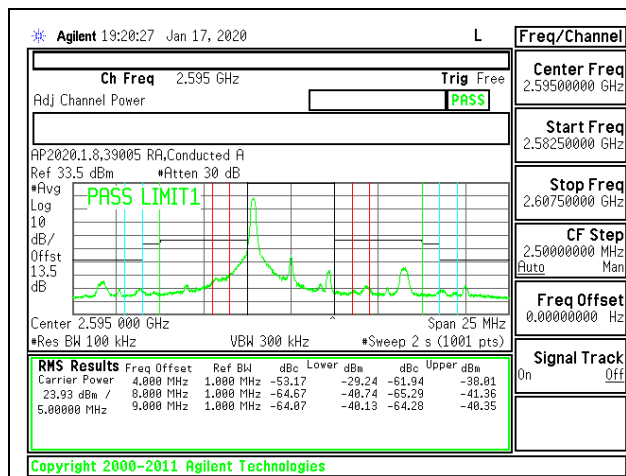 Agilent 19:20:27 Jan 17, 2020 L
Freq/Channel
Ch Freq 2.595 GHz Trig Free
Adj Channel Power PASS
Center Freq
2.59500000 GHz
Start Freq
2.58250000 GHz
Stop Freq
2.60750000 GHz
CF Step
2.50000000 MHz
Auto Man
Freq Offset
0.00000000 Hz
Signal Track
On Off
AP2020.1.8,39005 RA,Conducted A
Ref 33.5 dBm #Atten 30 dB
#Avg
Log
10
dB/
Offst
13.5
dB
PASS LIMIT1
Center 2.595 000 GHz Span 25 MHz
#Res BW 100 kHz VBW 300 kHz #Sweep 2 s (1001 pts)
RMS Results Freq Offset Ref BW dBc Lower dBm dBc Upper dBm
Carrier Power 4.000 MHz 1.000 MHz -53.17 -29.24 -61.94 -38.01
23.93 dBm / 8.000 MHz 1.000 MHz -64.67 -40.74 -65.29 -41.36
5.00000 MHz 9.000 MHz 1.000 MHz -64.07 -40.13 -64.28 -40.35
Copyright 2000-2011 Agilent Technologies